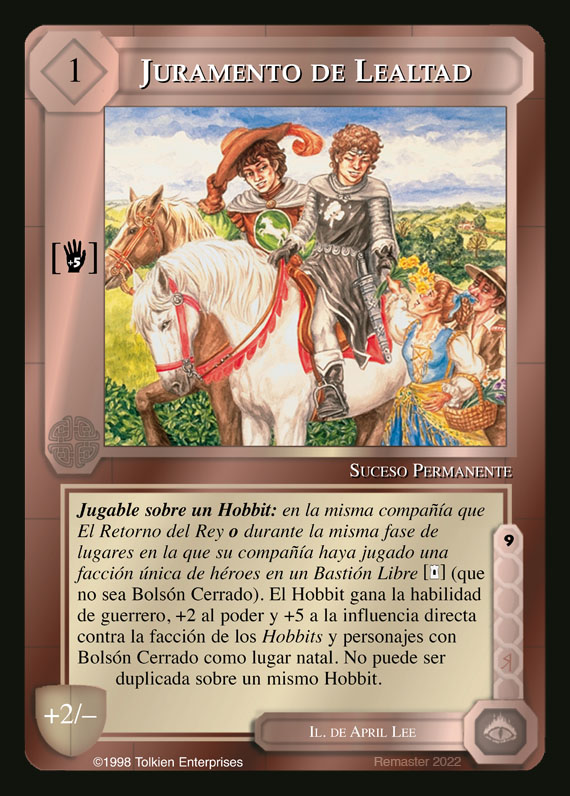 1
JURAMENTO DE LEALTAD
[+5]
SUCESO PERMANENTE
Jugable sobre un Hobbit: en la misma compañía que
El Retorno del Rey o durante la misma fase de
lugares en la que su compañía haya jugado una
facción única de héroes en un Bastión Libre [] (que
no sea Bolsón Cerrado). El Hobbit gana la habilidad
de guerrero, +2 al poder y +5 a la influencia directa
contra la facción de los Hobbits y personajes con
Bolsón Cerrado como lugar natal. No puede ser
duplicada sobre un mismo Hobbit.
9
+2/–
IL. DE APRIL LEE
©1998 Tolkien Enterprises
Remaster 2022